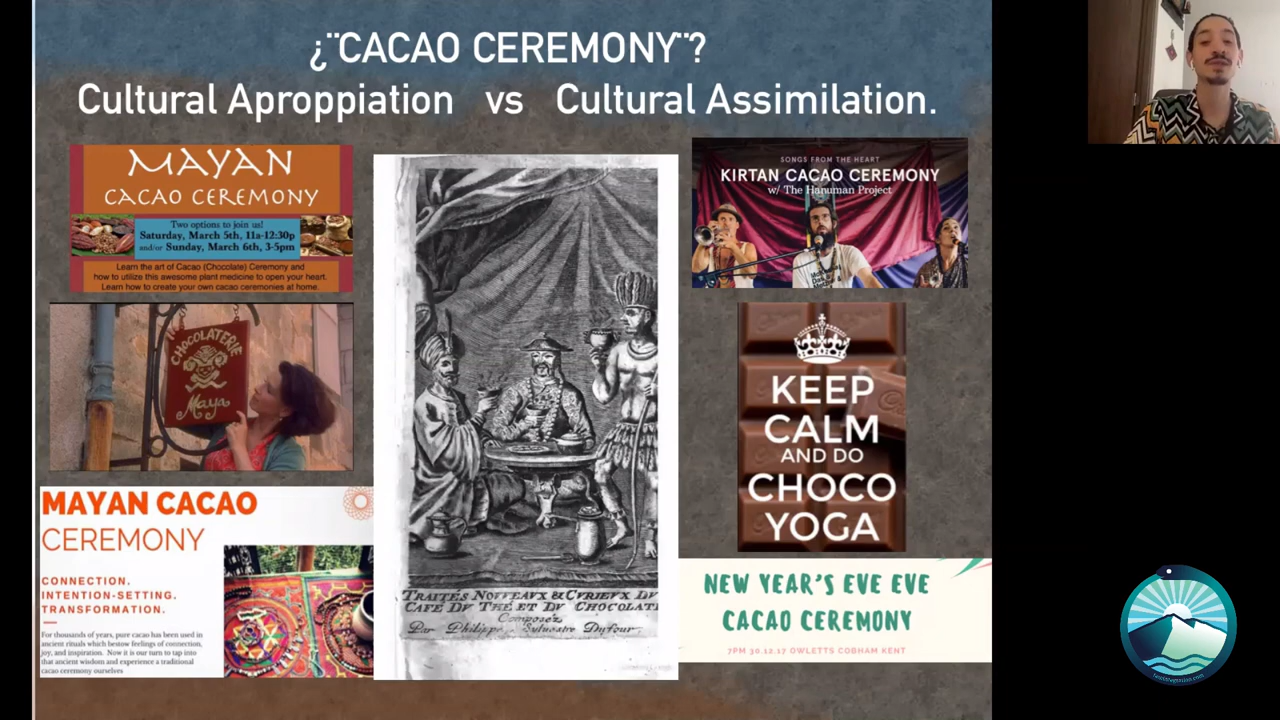 ¿¨CACAO CEREMONY¨?
Cultural Aproppiation vs Cultural Assimilation.
MAYAN
CACAO CEREMONY
Two options to join us!
Saturday, March 5th, 11a-12:30p
and/or Sunday, March 6th, 3-5pm
Learn the art of Cacao (Chocolate) Ceremony and
how to utilize this awesome plant medicine to open your heart.
Learn how to create your own cacao ceremonies at home.
CHOCOLATERIE
Maya
MAYAN CACAO
CEREMONY
CONNECTION.
INTENTION-SETTING.
TRANSFORMATION.
For thousands of years, pure cacao has been used in
ancient rituals which bestow feelings of connection,
joy, and inspiration. Now it is our turn to tap into
that ancient wisdom and experience a traditional
cacao ceremony ourselves
TRAITÉS NOUVEAUX & CURIEUX DU
CAFÉ DU THÉ ET DU CHOCOLATE
Composéz
Par Philippe Sylvestre Dufour
SONGS FROM THE HEART
KIRTAN CACAO CEREMONY
w/ The Hanuman Project
KEEP
CALM
AND DO
CHOCO
YOGA
NEW YEAR'S EVE EVE
CACAO CEREMONY
7PM 30.12.17 OWLETTS COBHAM KENT